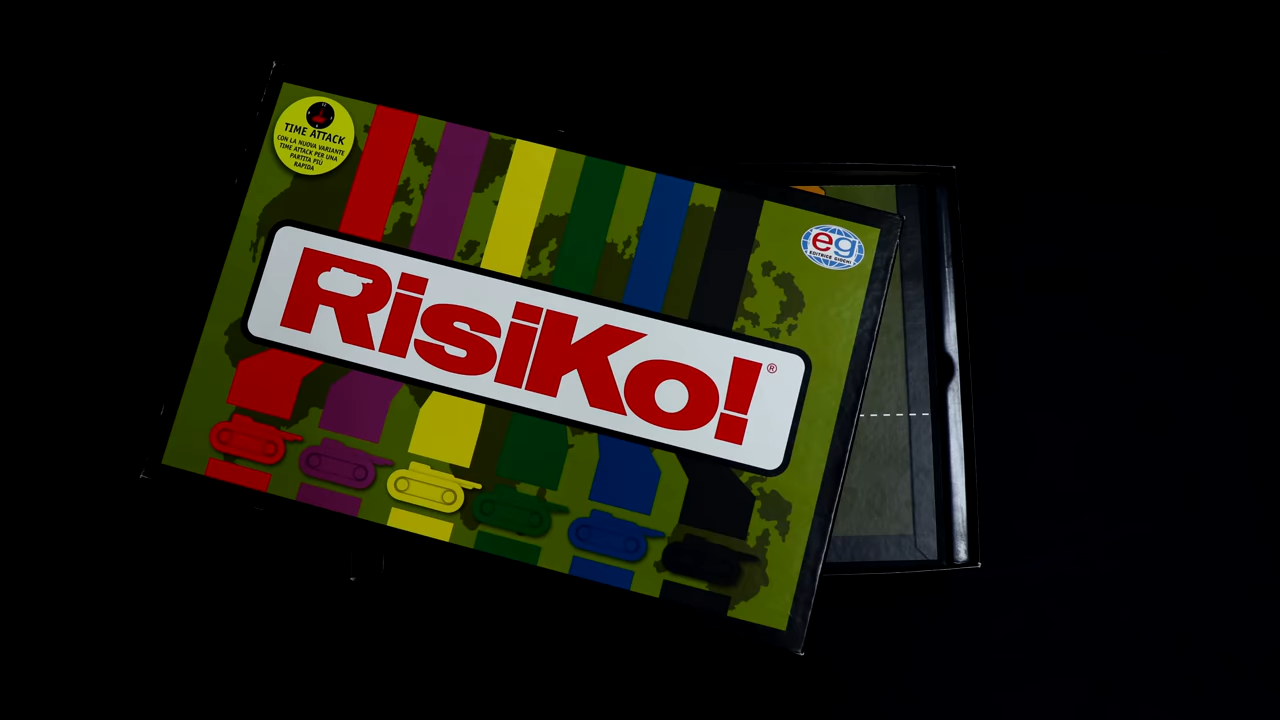 TIME ATTACK
CON LA NUOVA VARIANTE
TIME ATTACK PER UNA
PARTITA PIÙ
RAPIDA
eg
EDITRICE GIOCHI
RisiKo!®